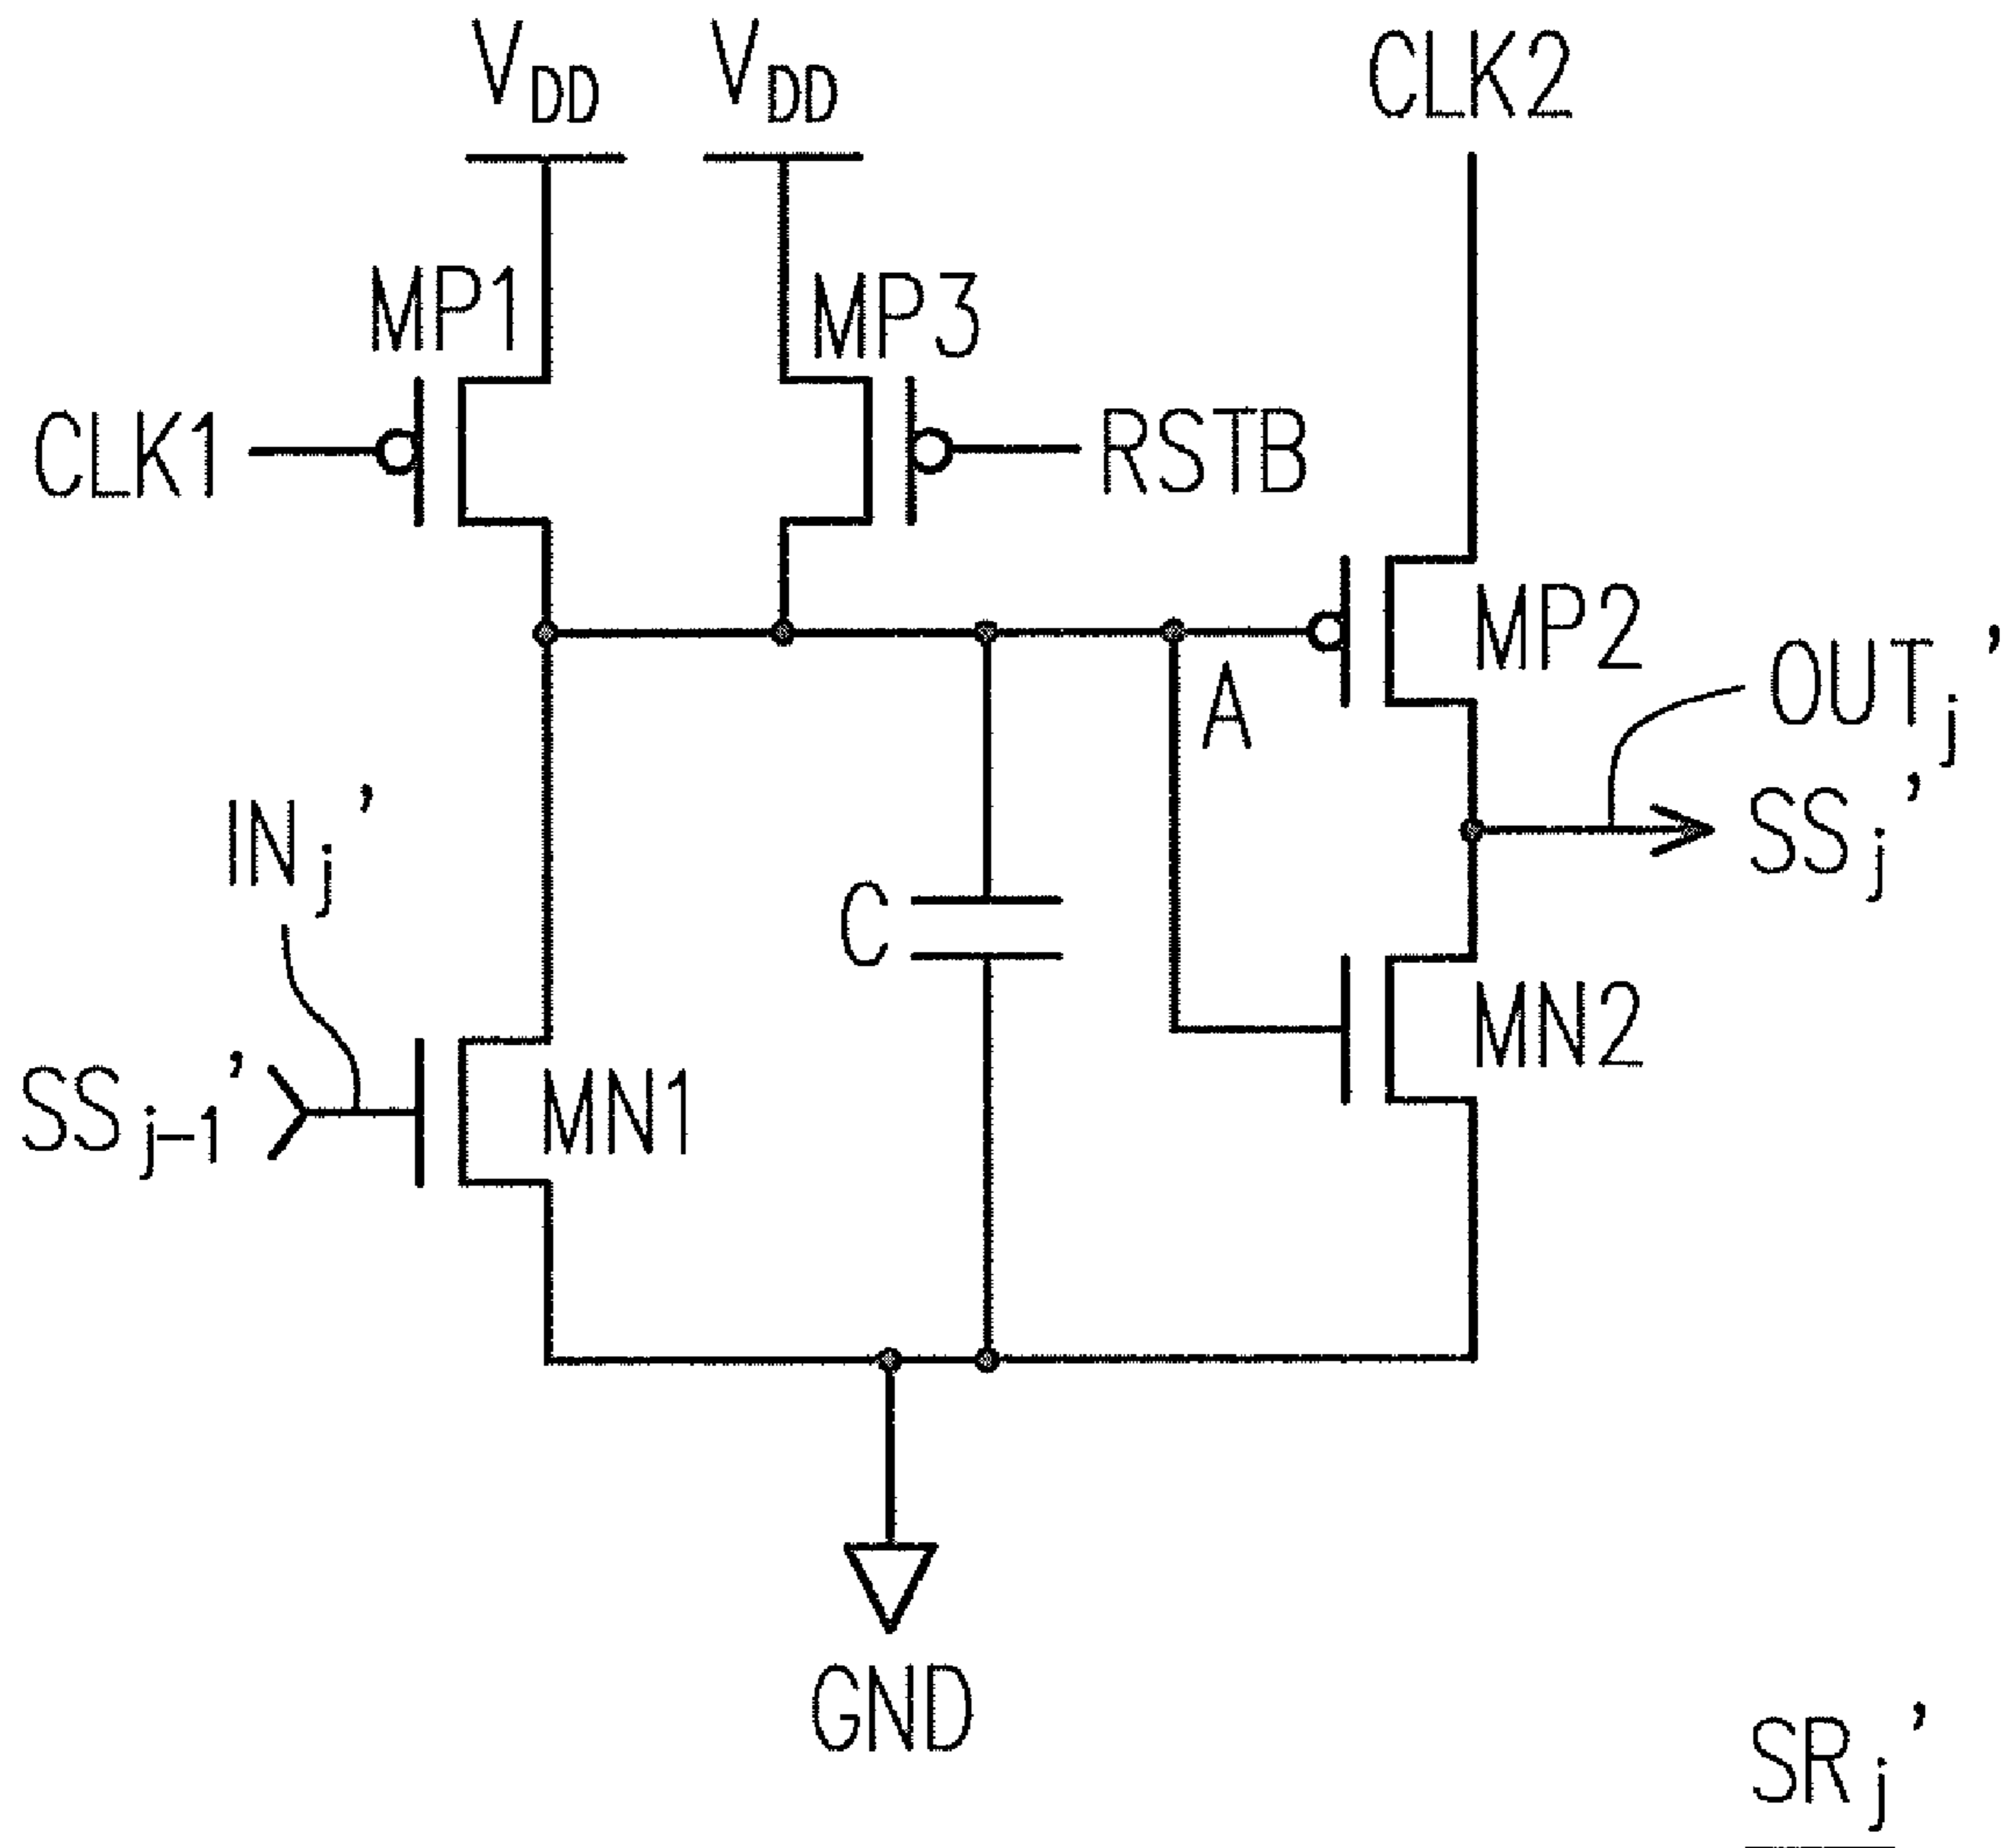 VDD
VDD
CLK2
MP1
MP3
CLK1
RSTB
MP2
A
OUTj'
INj'
SSj'
C
MN2
SSj-1'
MN1
GND
SRj'